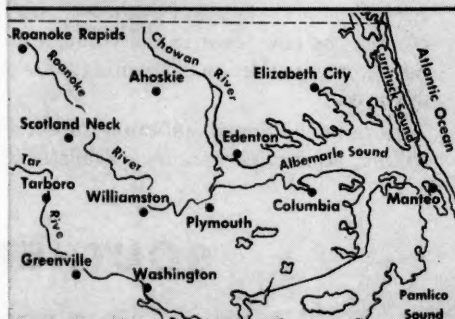 Roanoke Rapids
Roanoke
River
Chowan
River
Ahoskie
Elizabeth City
Currituck Sound
Atlantic Ocean
Scotland Neck
Edenton
Albemarle Sound
Tar
River
Tarboro
Williamston
Plymouth
Columbia
Manteo
Greenville
Washington
Pamlico
Sound